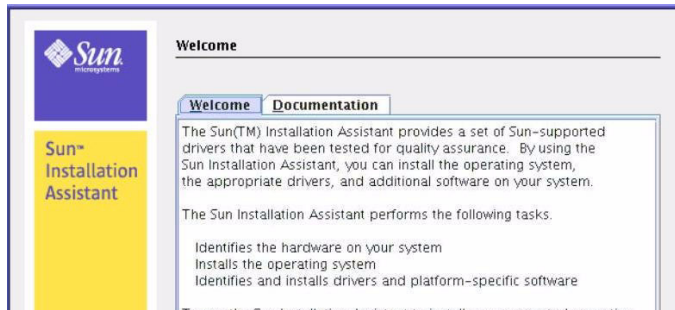 Sun
microsystems
Welcome
Welcome Documentation
Sun™
Installation
Assistant
The Sun(TM) Installation Assistant provides a set of Sun-supported
drivers that have been tested for quality assurance. By using the
Sun Installation Assistant, you can install the operating system,
the appropriate drivers, and additional software on your system.
The Sun Installation Assistant performs the following tasks.
Identifies the hardware on your system
Installs the operating system
Identifies and installs drivers and platform-specific software